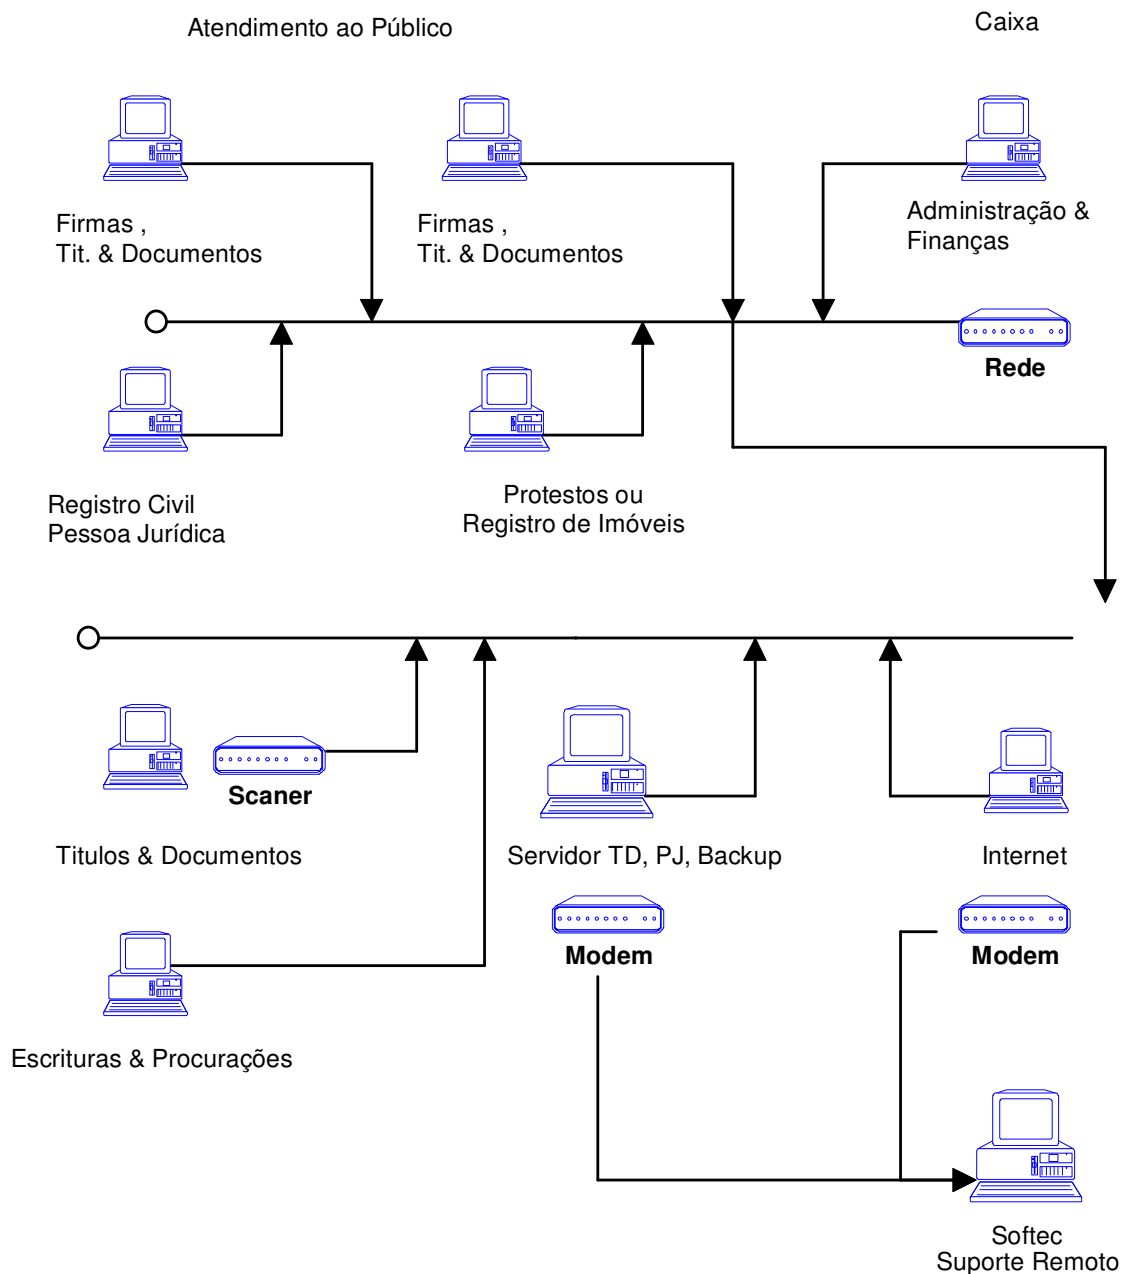 Atendimento ao Público
Caixa
Firmas ,
Tit. & Documentos
Firmas ,
Tit. & Documentos
Administração &
Finanças
Rede
Registro Civil
Pessoa Jurídica
Protestos ou
Registro de Imóveis
Scaner
Titulos & Documentos
Servidor TD, PJ, Backup
Internet
Modem
Modem
Escrituras & Procurações
Softec
Suporte Remoto